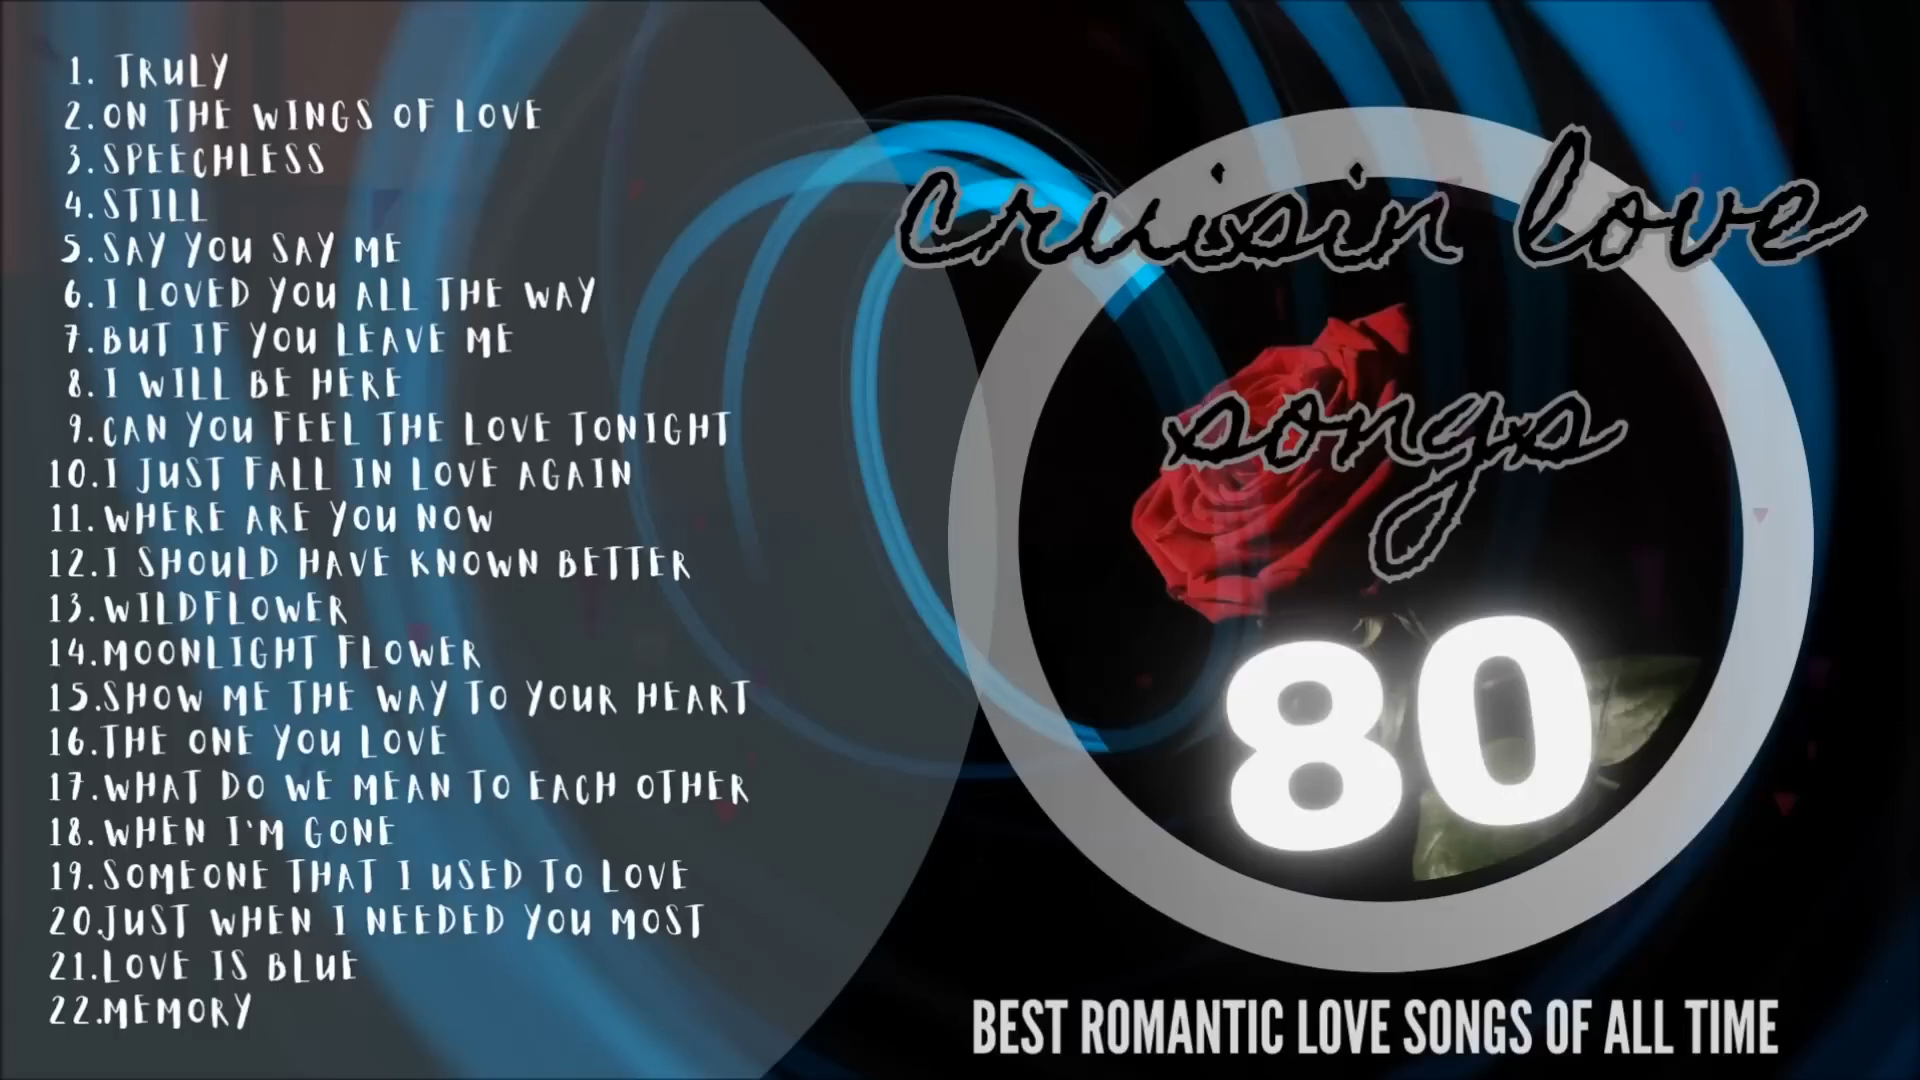 1. TRULY
2. ON THE WINGS OF LOVE
3. SPEECHLESS
4. STILL
5. SAY YOU SAY ME
6. I LOVED YOU ALL THE WAY
7. BUT IF YOU LEAVE ME
8. I WILL BE HERE
9. CAN YOU FEEL THE LOVE TONIGHT
10. I JUST FALL IN LOVE AGAIN
11. WHERE ARE YOU NOW
12. I SHOULD HAVE KNOWN BETTER
13. WILDFLOWER
14. MOONLIGHT FLOWER
15. SHOW ME THE WAY TO YOUR HEART
16. THE ONE YOU LOVE
17. WHAT DO WE MEAN TO EACH OTHER
18. WHEN I'M GONE
19. SOMEONE THAT I USED TO LOVE
20. JUST WHEN I NEEDED YOU MOST
21. LOVE IS BLUE
22. MEMORY
cruisin love
songs
80
BEST ROMANTIC LOVE SONGS OF ALL TIME